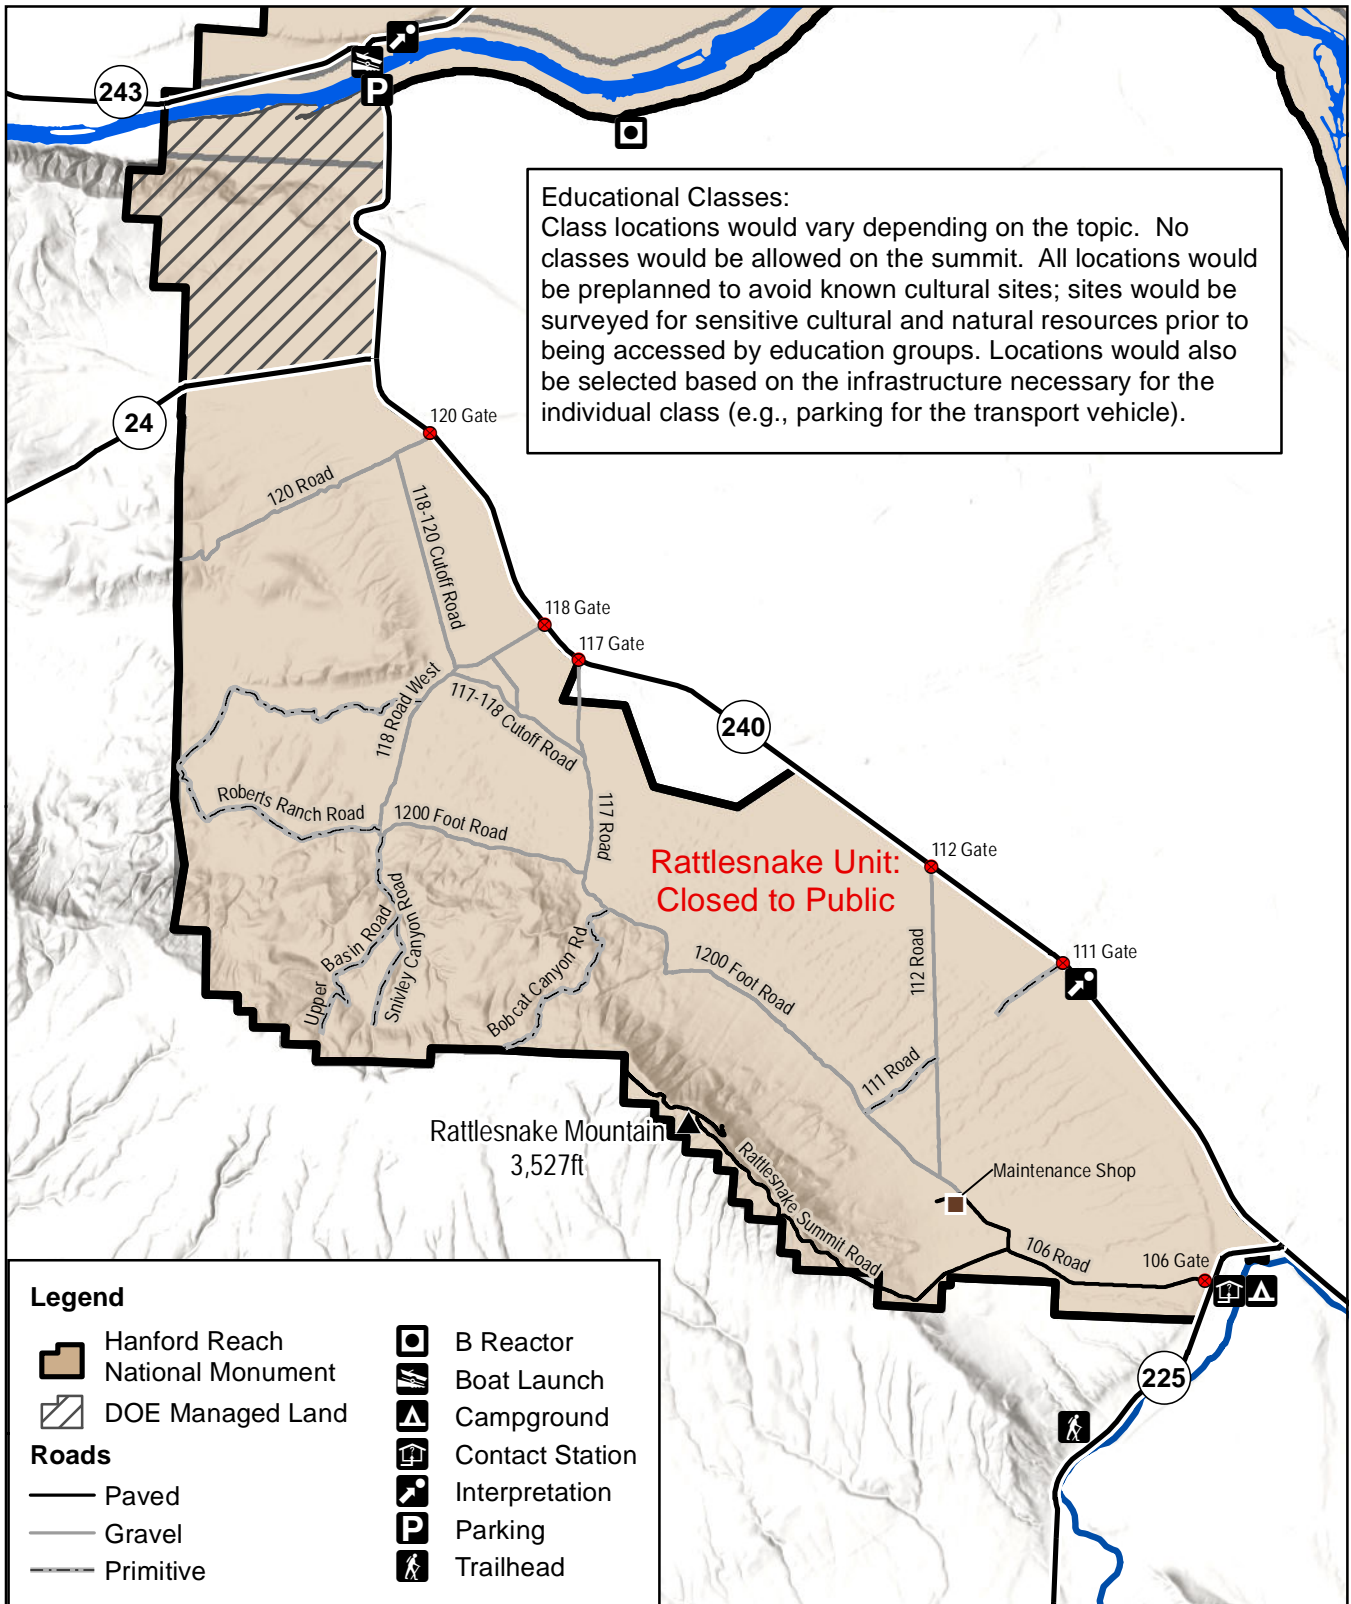 243
P
Educational Classes:
Class locations would vary depending on the topic.  No
classes would be allowed on the summit.  All locations would
be preplanned to avoid known cultural sites; sites would be
surveyed for sensitive cultural and natural resources prior to
being accessed by education groups. Locations would also
be selected based on the infrastructure necessary for the
individual class (e.g., parking for the transport vehicle).
24
120 Gate
120 Road
118-120 Cutoff Road
118 Gate
117 Gate
118 Road West
117-118 Cutoff Road
240
Roberts Ranch Road
1200 Foot Road
117 Road
Rattlesnake Unit:
Closed to Public
112 Gate
111 Gate
Upper Basin Road
Snivley Canyon Road
Bobcat Canyon Rd
1200 Foot Road
112 Road
111 Road
Rattlesnake Mountain
3,527ft
Rattlesnake Summit Road
Maintenance Shop
106 Road
106 Gate
225
Legend
Hanford Reach
National Monument
DOE Managed Land
Roads
Paved
Gravel
Primitive
B Reactor
Boat Launch
Campground
Contact Station
Interpretation
P Parking
Trailhead